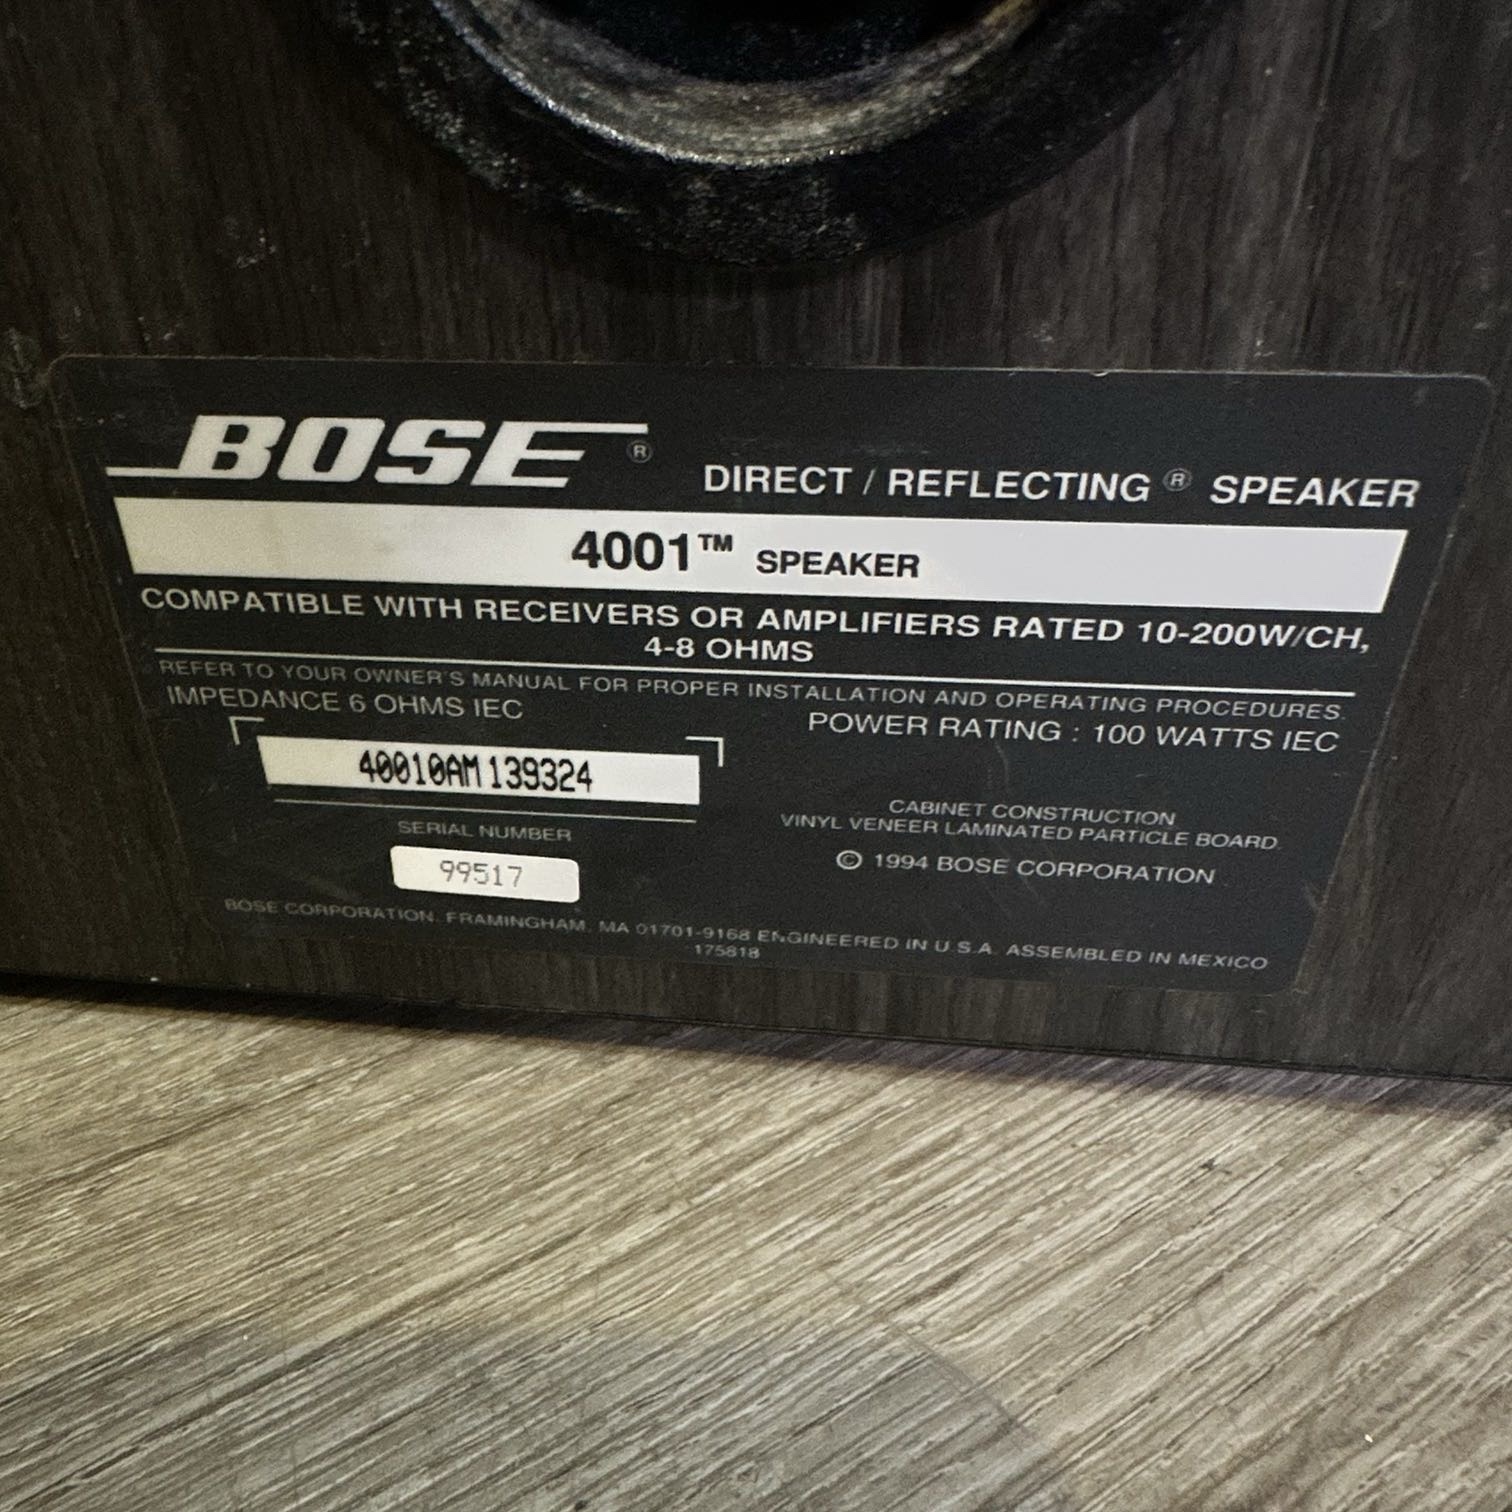 BOSE ®
DIRECT / REFLECTING ® SPEAKER
4001™ SPEAKER
COMPATIBLE WITH RECEIVERS OR AMPLIFIERS RATED 10-200W/CH,
4-8 OHMS
REFER TO YOUR OWNER'S MANUAL FOR PROPER INSTALLATION AND OPERATING PROCEDURES.
IMPEDANCE 6 OHMS IEC
POWER RATING : 100 WATTS IEC
40010AM139324
SERIAL NUMBER
99517
CABINET CONSTRUCTION
VINYL VENEER LAMINATED PARTICLE BOARD.
© 1994 BOSE CORPORATION
BOSE CORPORATION, FRAMINGHAM, MA 01701-9168 ENGINEERED IN U.S.A. ASSEMBLED IN MEXICO
175818